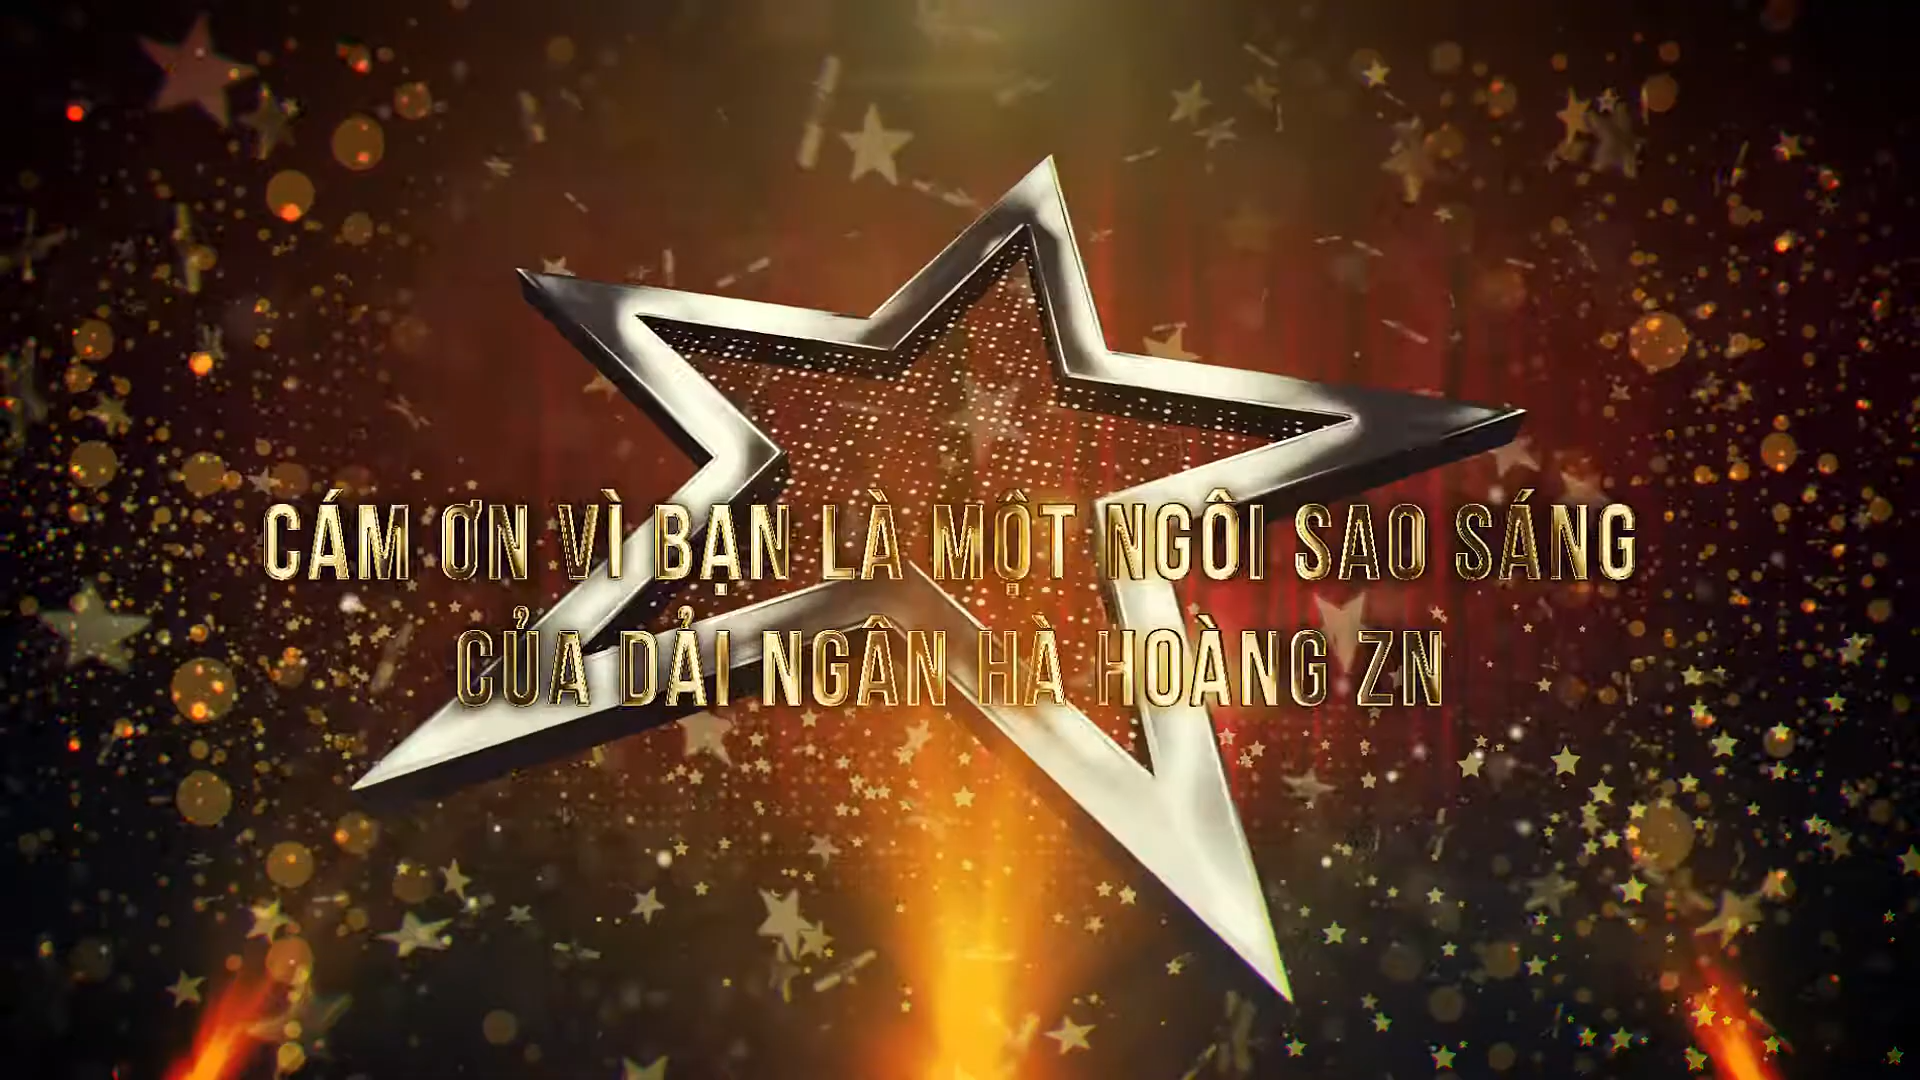 CÁM ƠN VÌ BẠN LÀ MỘT NGÔI SAO SÁNG
CỦA DẢI NGÂN HÀ HOÀNG ZN